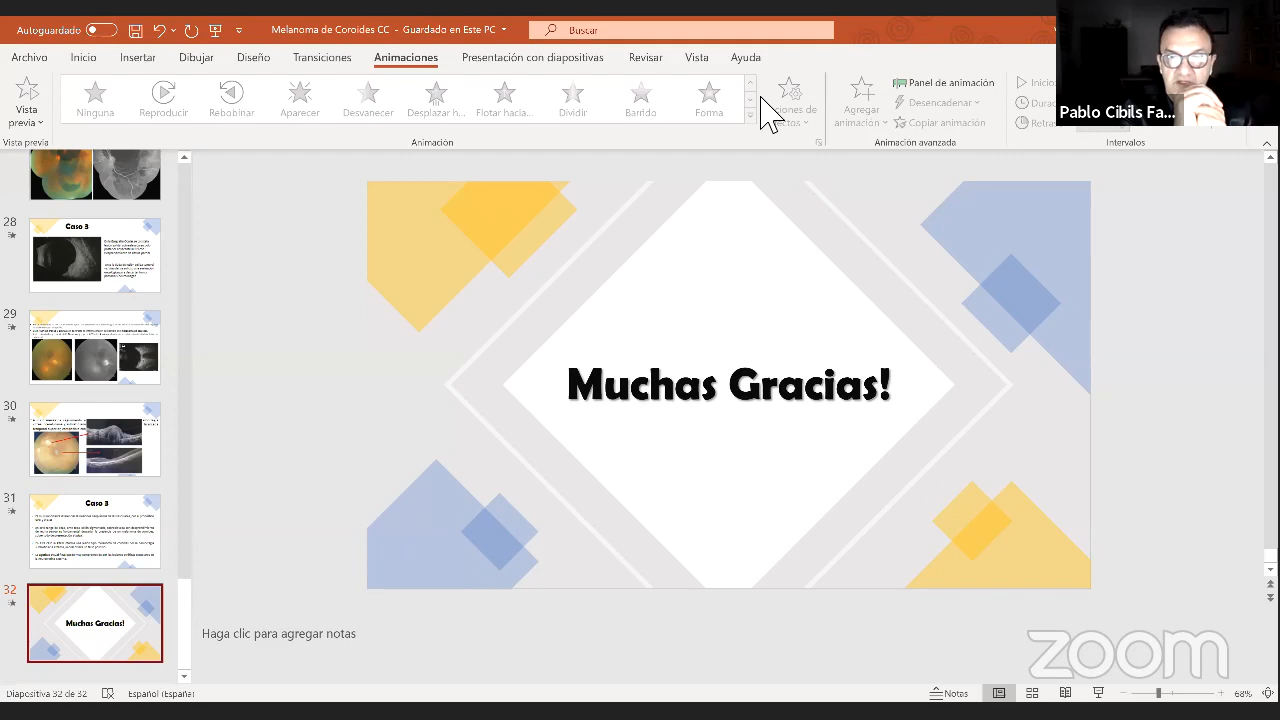 Autoguardado
Melanoma de Coroides CC - Guardado en Este PC
Buscar
Archivo
Inicio
Insertar
Dibujar
Diseño
Transiciones
Animaciones
Presentación con diapositivas
Revisar
Vista
Ayuda
Pablo Cibils Fa...
Vista
previa
Ninguna
Reproducir
Rebobinar
Aparecer
Desvanecer
Desplazar h...
Flotar hacia...
Dividir
Barrido
Forma
Agregar
animación
Panel de animación
Desencadenar
Copiar animación
Vista previa
Animación
Animación avanzada
Intervalos
28
Caso 3
29
30
31
Caso 3
32
Muchas Gracias!
Muchas Gracias!
Haga clic para agregar notas
zoom
Diapositiva 32 de 32
Español (España)
Notas
68%